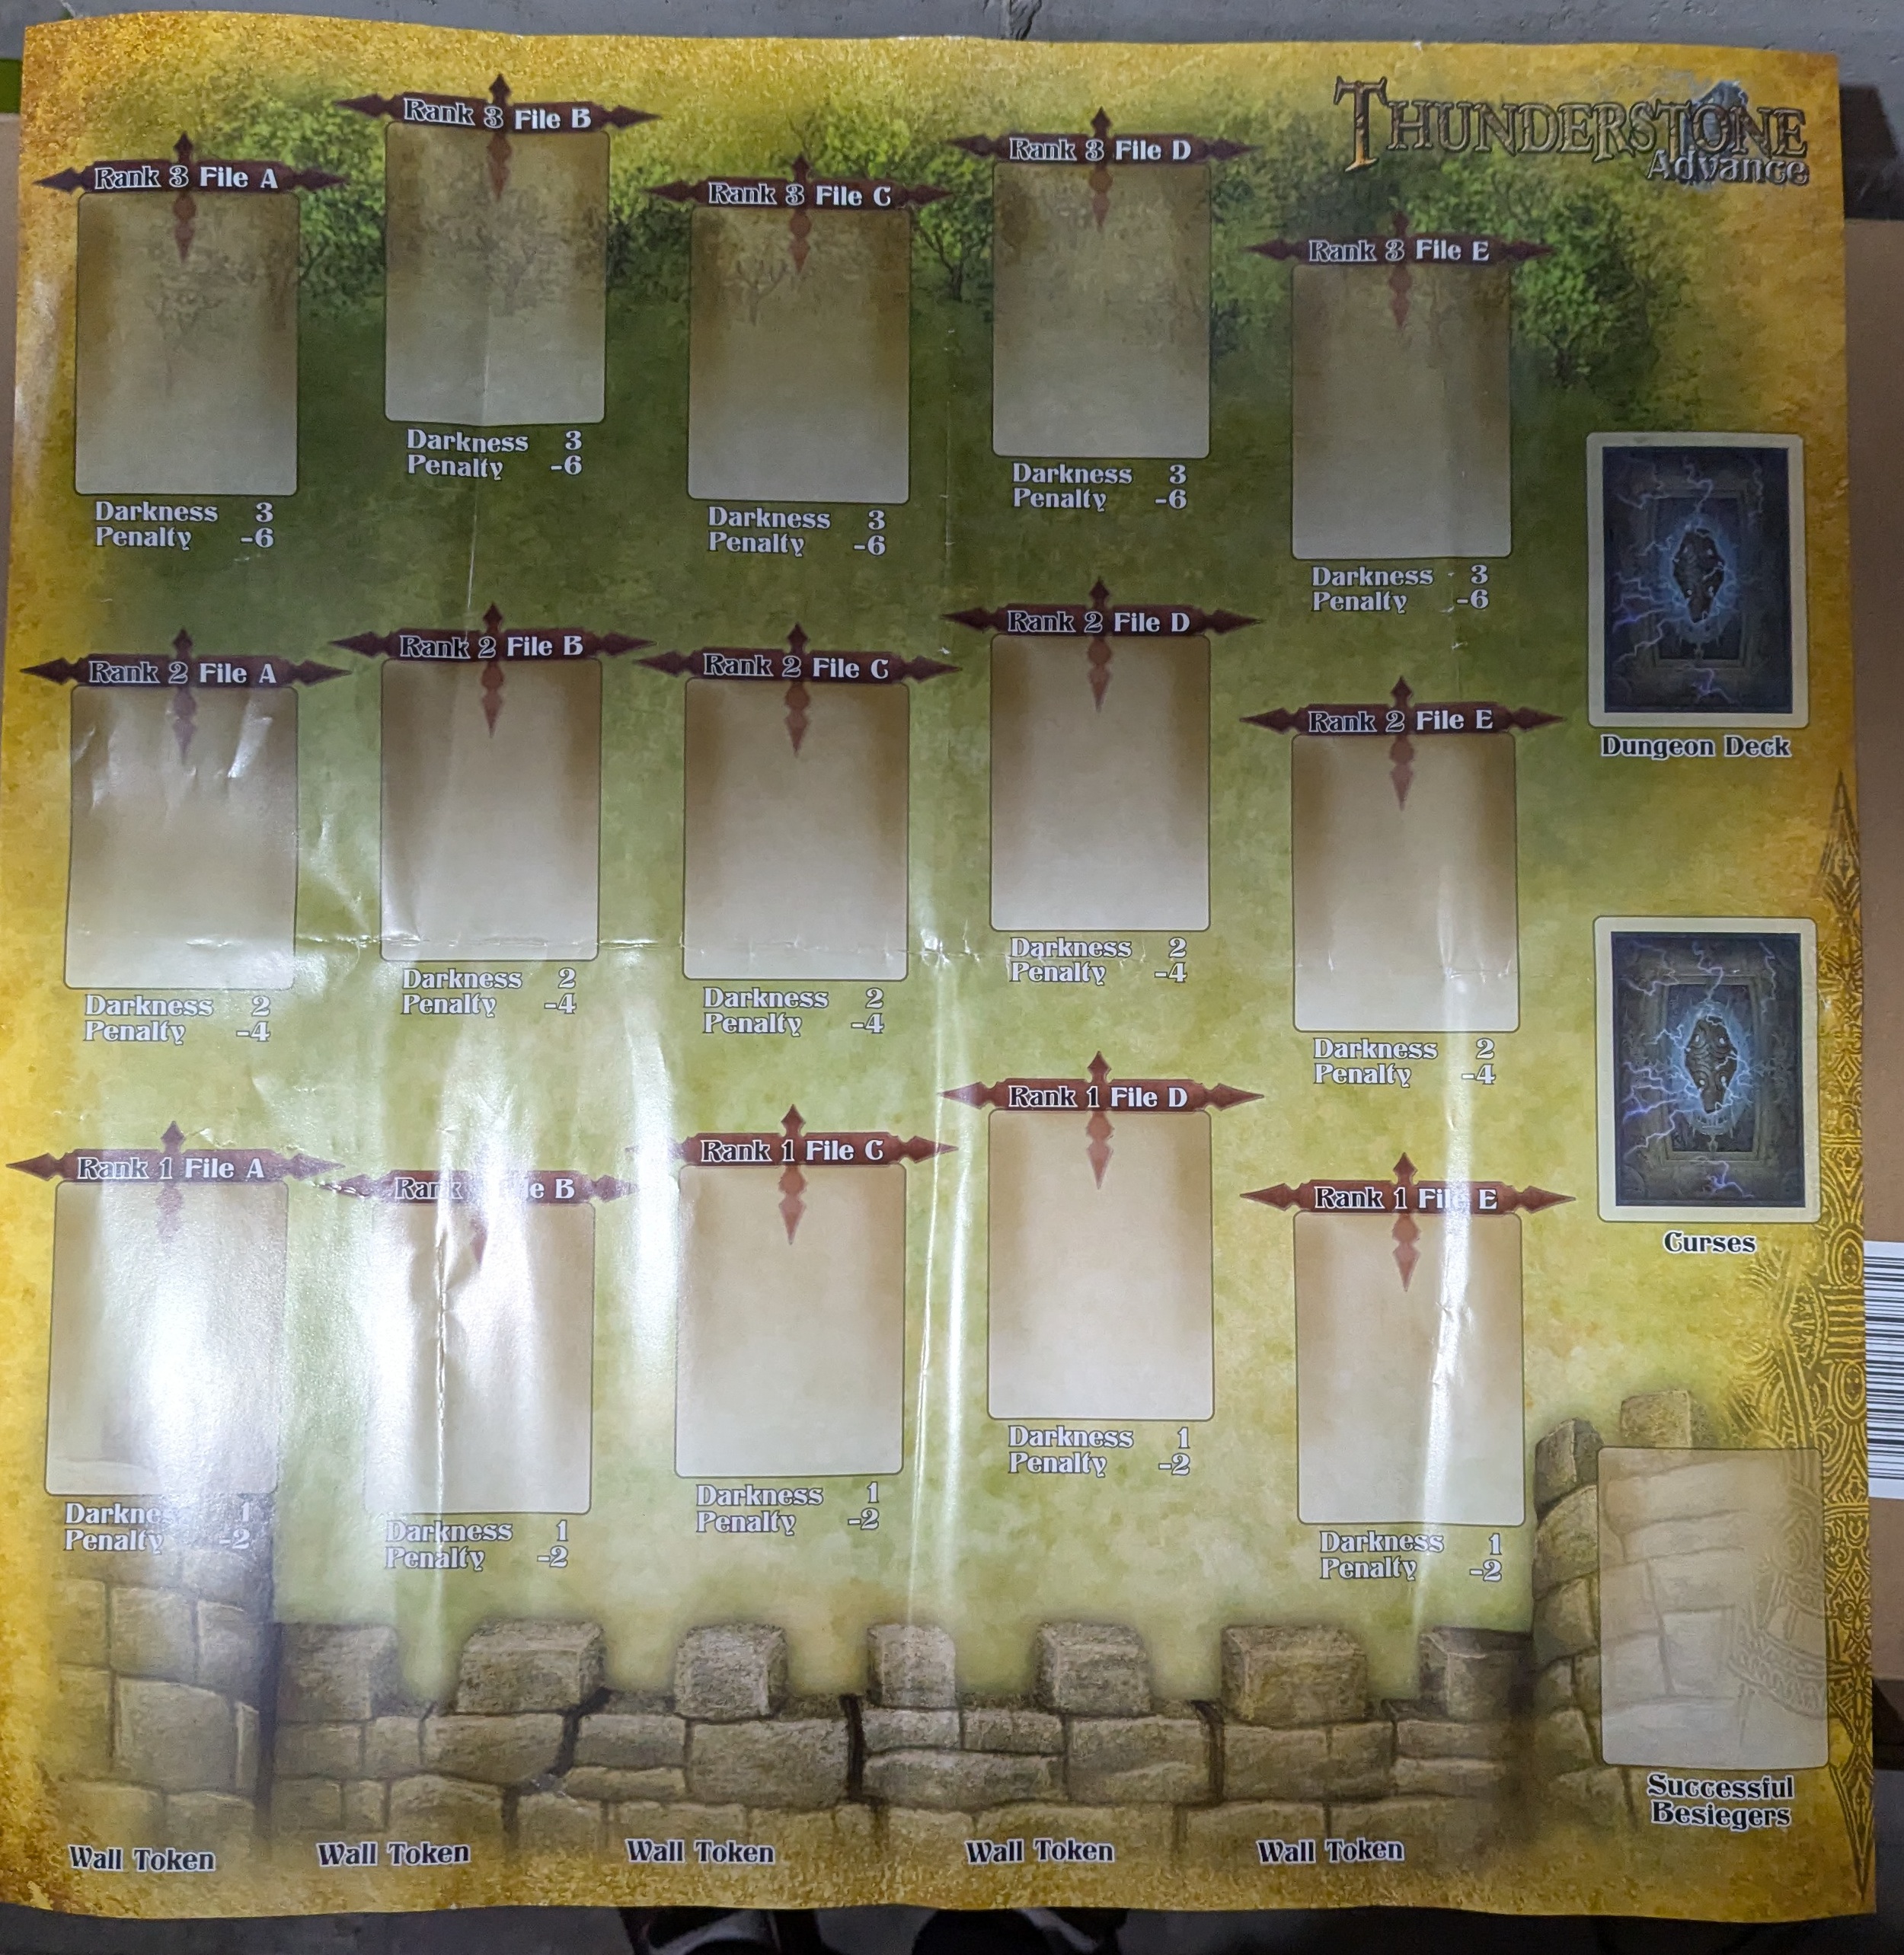 THUNDERSTONE
Advance
Rank 3 File A
Rank 3 File B
Rank 3 File C
Rank 3 File D
Rank 3 File E
Darkness 3
Penalty -6
Darkness 3
Penalty -6
Darkness 3
Penalty -6
Darkness 3
Penalty -6
Darkness 3
Penalty -6
Dungeon Deck
Rank 2 File A
Rank 2 File B
Rank 2 File C
Rank 2 File D
Rank 2 File E
Darkness 2
Penalty -4
Darkness 2
Penalty -4
Darkness 2
Penalty -4
Darkness 2
Penalty -4
Darkness 2
Penalty -4
Curses
Rank 1 File A
B
Rank 1 File C
Rank 1 File D
Rank 1 File E
Darkness 1
Penalty -2
Darkness 1
Penalty -2
Darkness 1
Penalty -2
Darkness 1
Penalty -2
Darkness 1
Penalty -2
Successful
Besiegers
Wall Token
Wall Token
Wall Token
Wall Token
Wall Token